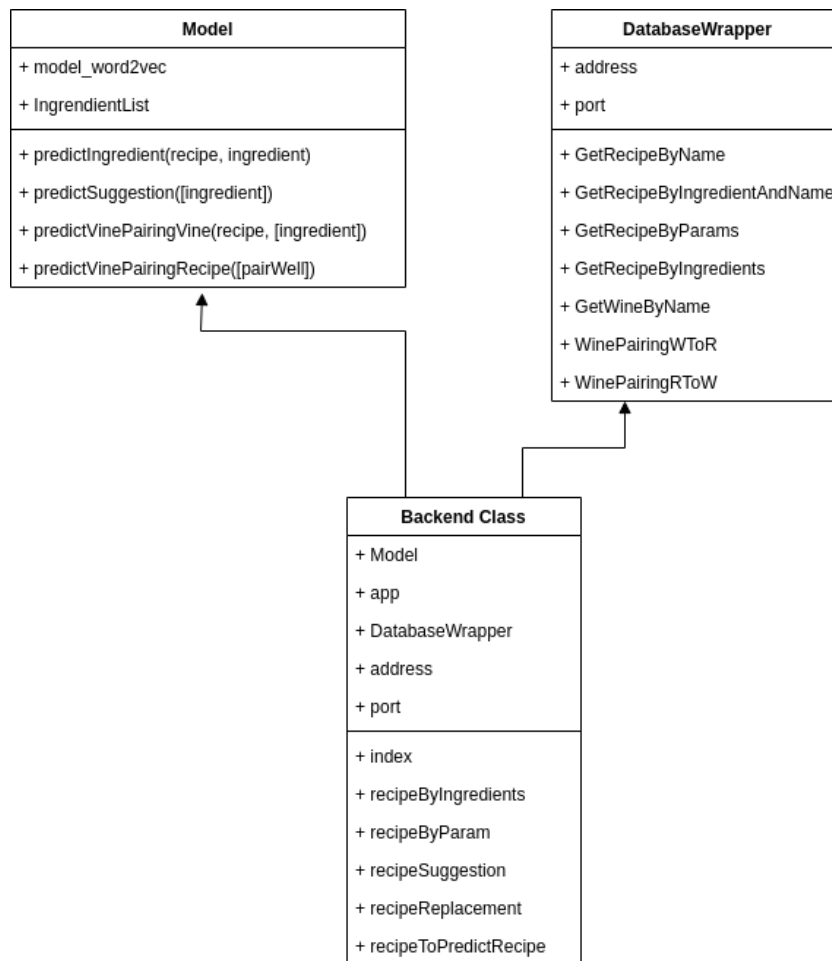 Model
+ model_word2vec
+ IngrendientList
+ predictIngredient(recipe, ingredient)
+ predictSuggestion([ingredient])
+ predictVinePairingVine(recipe, [ingredient])
+ predictVinePairingRecipe([pairWell])
DatabaseWrapper
+ address
+ port
+ GetRecipeByName
+ GetRecipeByIngredientAndName
+ GetRecipeByParams
+ GetRecipeByIngredients
+ GetWineByName
+ WinePairingWToR
+ WinePairingRToW
Backend Class
+ Model
+ app
+ DatabaseWrapper
+ address
+ port
+ index
+ recipeByIngredients
+ recipeByParam
+ recipeSuggestion
+ recipeReplacement
+ recipeToPredictRecipe